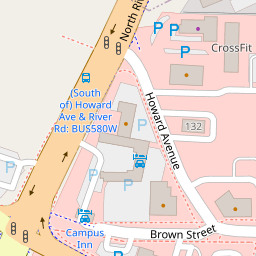 North Ri
CrossFit
(South
of) Howard
Ave & River
Rd: BUS580W
Howard Avenue
132
Campus
Inn
Brown Street
P
P
P
P
P
P
P
P
P